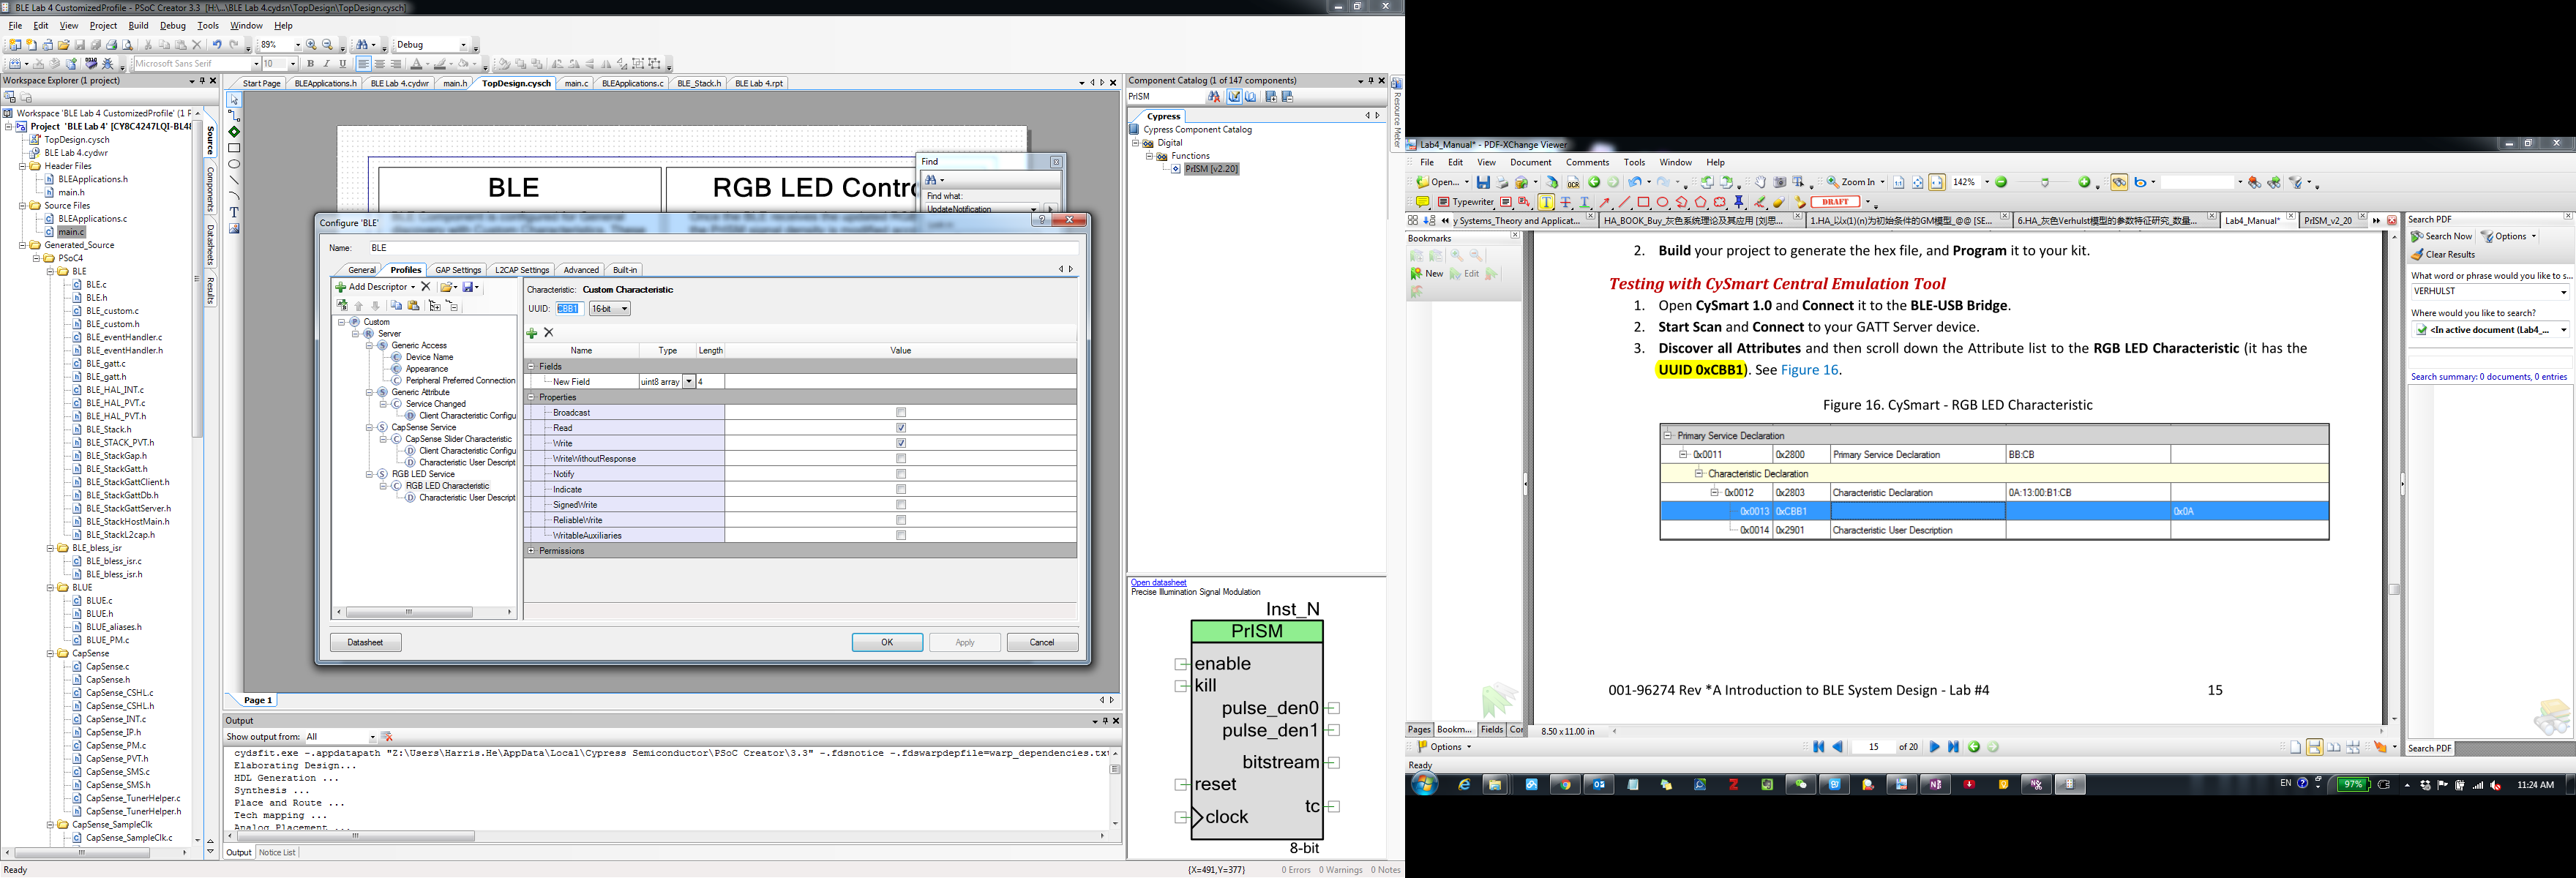 BLE Lab 4 CustomizedProfile - PSoC Creator 3.3 [H:\...\BLE Lab 4.cydsn\TopDesign\TopDesign.cysch]
File Edit View Project Build Debug Tools Window Help
89% Debug
Microsoft Sans Serif 10 B I U
Workspace Explorer (1 project)
Workspace 'BLE Lab 4 CustomizedProfile' (1 F
Project 'BLE Lab 4' [CY8C4247LQI-BL48
TopDesign.cysch
BLE Lab 4.cydwr
Header Files
BLEApplications.h
main.h
Source Files
BLEApplications.c
main.c
Generated_Source
PSoC4
BLE
BLE.c
BLE.h
BLE_custom.c
BLE_custom.h
BLE_eventHandler.c
BLE_eventHandler.h
BLE_gatt.c
BLE_gatt.h
BLE_HAL_INT.c
BLE_HAL_PVT.c
BLE_HAL_PVT.h
BLE_Stack.h
BLE_STACK_PVT.h
BLE_StackGap.h
BLE_StackGatt.h
BLE_StackGattClient.h
BLE_StackGattDb.h
BLE_StackGattServer.h
BLE_StackHostMain.h
BLE_StackL2cap.h
BLE_bless_isr
BLE_bless_isr.c
BLE_bless_isr.h
BLUE
BLUE.c
BLUE.h
BLUE_aliases.h
BLUE_PM.c
CapSense
CapSense.c
CapSense.h
CapSense_CSHL.c
CapSense_CSHL.h
CapSense_INT.c
CapSense_IP.h
CapSense_PM.c
CapSense_PVT.h
CapSense_SMS.c
CapSense_SMS.h
CapSense_TunerHelper.c
CapSense_TunerHelper.h
CapSense_SampleClk
CapSense_SampleClk.c
Source
Components
Datasheets
Results
Start Page BLEApplications.h BLE Lab 4.cydwr main.h TopDesign.cysch main.c BLEApplications.c BLE_Stack.h BLE Lab 4.rpt
BLE
RGB LED Contro
Find
Find what:
UpdateNotification
Configure 'BLE'
Name: BLE
General Profiles GAP Settings L2CAP Settings Advanced Built-in
Add Descriptor
Custom
Server
Generic Access
Device Name
Appearance
Peripheral Preferred Connection
Generic Attribute
Service Changed
Client Characteristic Configu
CapSense Service
CapSense Slider Characteristic
Client Characteristic Configu
Characteristic User Descript
RGB LED Service
RGB LED Characteristic
Characteristic User Descript
Characteristic: Custom Characteristic
UUID: CBB1 16-bit
Name Type Length Value
Fields
New Field uint8 array 4
Properties
Broadcast
Read
Write
WriteWithoutResponse
Notify
Indicate
SignedWrite
ReliableWrite
WritableAuxiliaries
Permissions
Datasheet OK Apply Cancel
Page 1
Output
Show output from: All
cydsfit.exe -.appdatapath "Z:\Users\Harris.He\AppData\Local\Cypress Semiconductor\PSoC Creator\3.3" -.fdsnotice -.fdswarpdepfile=warp_dependencies.txt
Elaborating Design...
HDL Generation ...
Synthesis ...
Place and Route ...
Tech mapping ...
Analog Placement ...
Output Notice List
Ready {X=491,Y=377} 0 Errors 0 Warnings 0 Notes
Component Catalog (1 of 147 components)
PrISM
Cypress
Cypress Component Catalog
Digital
Functions
PrISM [v2.20]
Resource Meter
Open datasheet
Precise Illumination Signal Modulation
Inst_N
PrISM
enable
kill
pulse_den0
pulse_den1
bitstream
reset
tc
clock
8-bit
Lab4_Manual* - PDF-XChange Viewer
File Edit View Document Comments Tools Window Help
Open... OCR Zoom In 142%
Typewriter DRAFT
y Systems_Theory and Applicat... HA_BOOK_Buy_灰色系统理论及其应用 [刘思... 1.HA_以x(1)(n)为初始条件的GM模型_@@ [SE... 6.HA_灰色Verhulst模型的参数特征研究_数量... Lab4_Manual* PrISM_v2_20
Bookmarks
New Edit
2. Build your project to generate the hex file, and Program it to your kit.
Testing with CySmart Central Emulation Tool
1. Open CySmart 1.0 and Connect it to the BLE-USB Bridge.
2. Start Scan and Connect to your GATT Server device.
3. Discover all Attributes and then scroll down the Attribute list to the RGB LED Characteristic (it has the
UUID 0xCBB1). See Figure 16.
Figure 16. CySmart - RGB LED Characteristic
Primary Service Declaration
0x0011 0x2800 Primary Service Declaration BB:CB
Characteristic Declaration
0x0012 0x2803 Characteristic Declaration 0A:13:00:B1:CB
0x0013 0xCBB1 0x0A
0x0014 0x2901 Characteristic User Description
001-96274 Rev *A Introduction to BLE System Design - Lab #4 15
Pages Bookm... Fields Cor
8.50 x 11.00 in
Options 15 of 20
Ready
Search PDF
Search Now Options
Clear Results
What word or phrase would you like to s...
VERHULST
Where would you like to search?
<In active document (Lab4_...
Search summary: 0 documents, 0 entries
Search PDF
EN 97% 11:24 AM